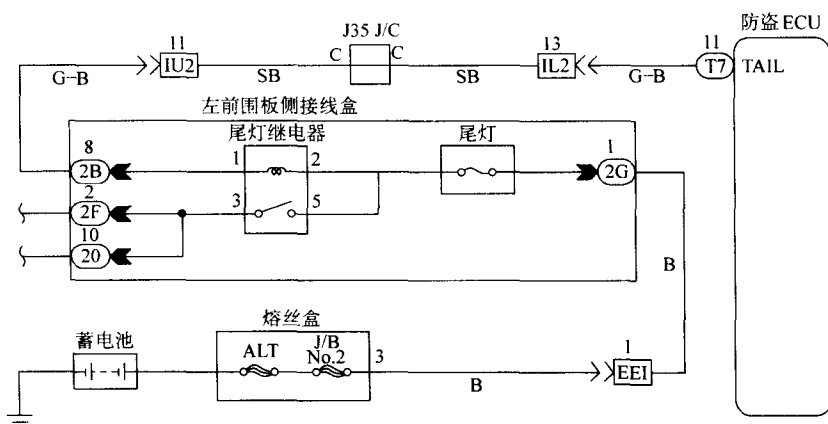 防盗ECU
J35 J/C
11
C
C
13
11
IU2
IL2
T7
TAIL
G-B
SB
SB
G-B
左前围板侧接线盒
尾灯继电器
尾灯
8
1
2
1
2B
2G
2
3
5
2F
10
20
B
熔丝盒
蓄电池
ALT
J/B
No.2
3
1
B
EEI